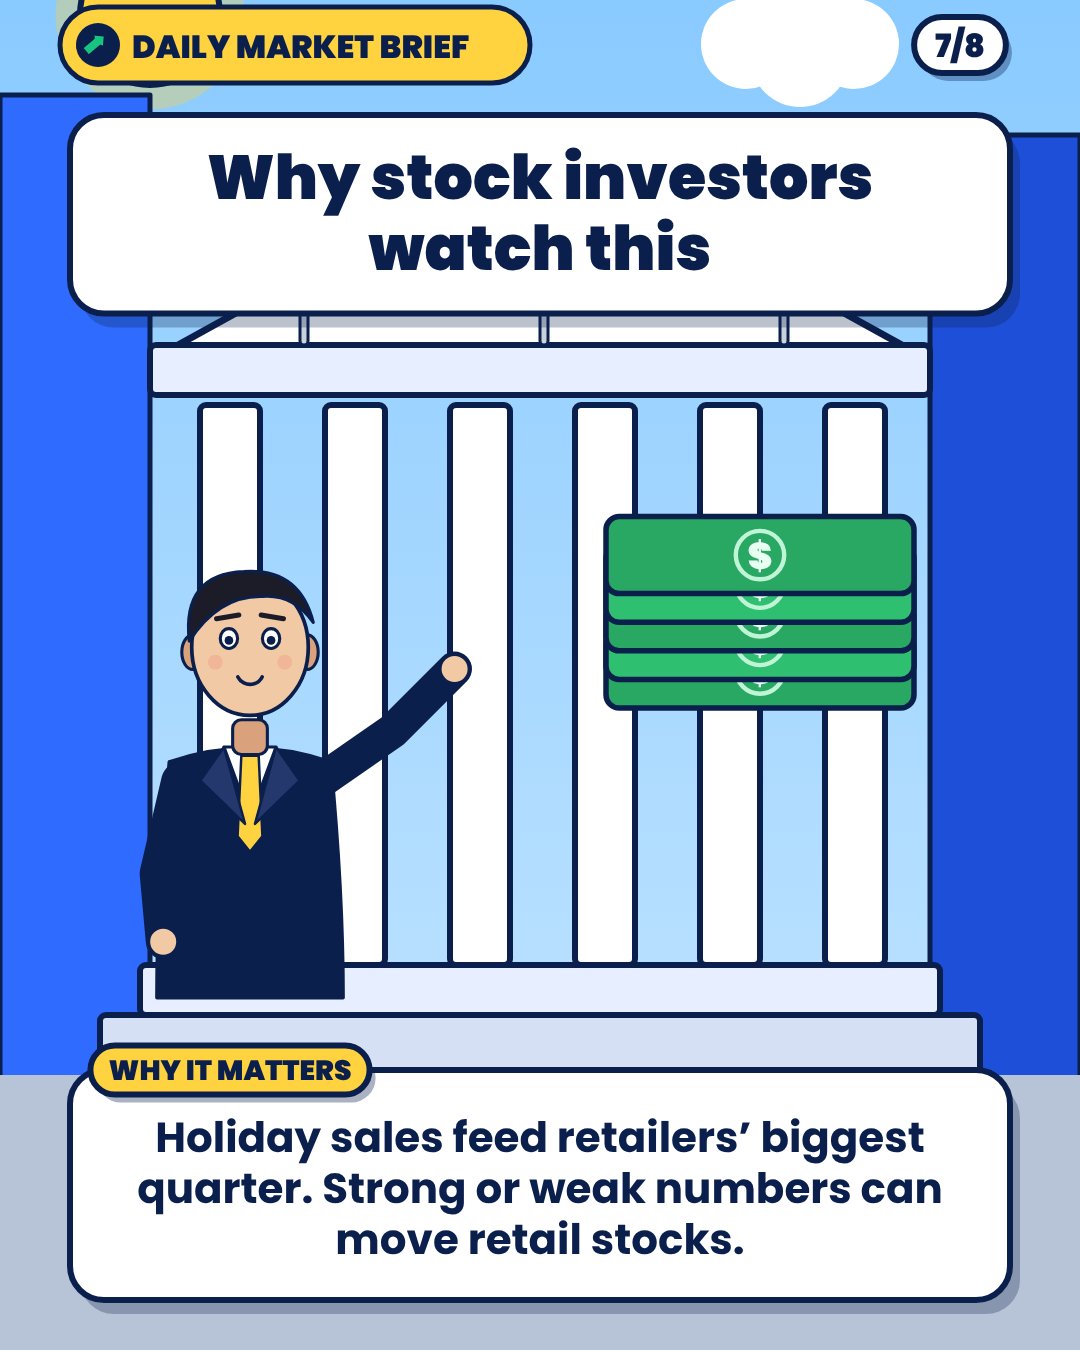 DAILY MARKET BRIEF
7/8
Why stock investors
watch this
$
WHY IT MATTERS
Holiday sales feed retailers’ biggest
quarter. Strong or weak numbers can
move retail stocks.